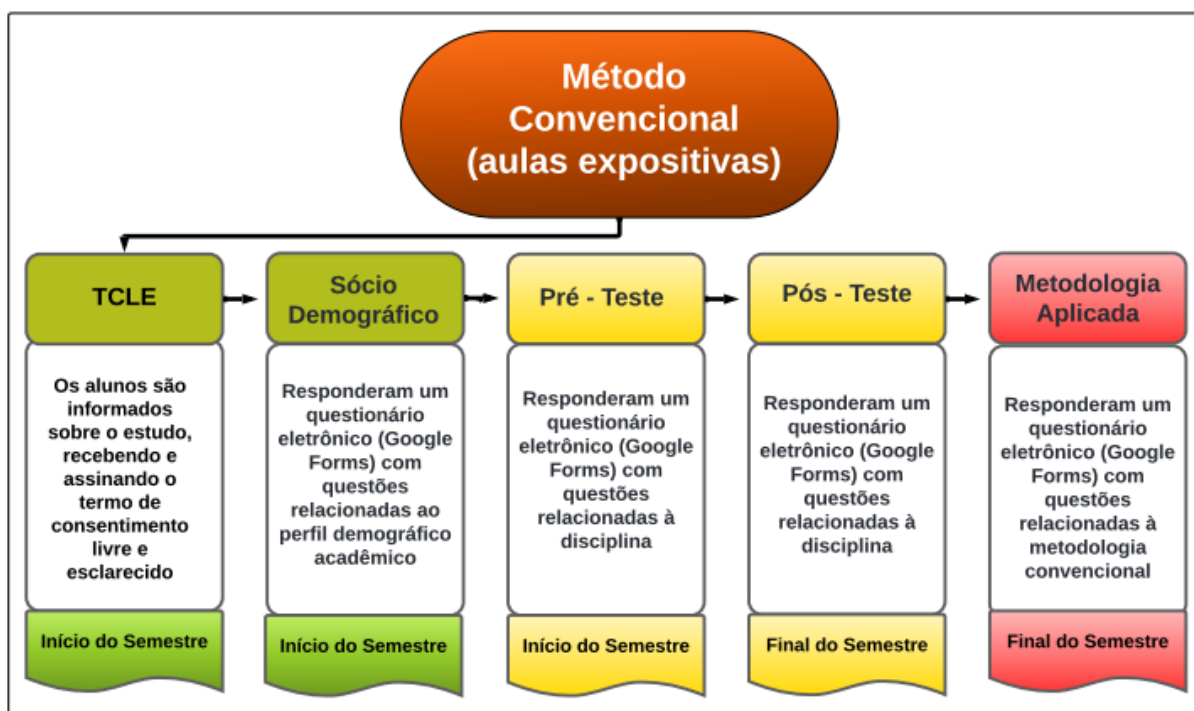 Método
Convencional
(aulas expositivas)
TCLE
Os alunos são
informados
sobre o estudo,
recebendo e
assinando o
termo de
consentimento
livre e
esclarecido
Início do Semestre
Sócio
Demográfico
Responderam um
questionário
eletrônico (Google
Forms) com
questões
relacionadas ao
perfil demográfico
acadêmico
Início do Semestre
Pré - Teste
Responderam um
questionário
eletrônico (Google
Forms) com
questões
relacionadas à
disciplina
Início do Semestre
Pós - Teste
Responderam um
questionário
eletrônico (Google
Forms) com
questões
relacionadas à
disciplina
Final do Semestre
Metodologia
Aplicada
Responderam um
questionário
eletrônico (Google
Forms) com
questões
relacionadas à
metodologia
convencional
Final do Semestre